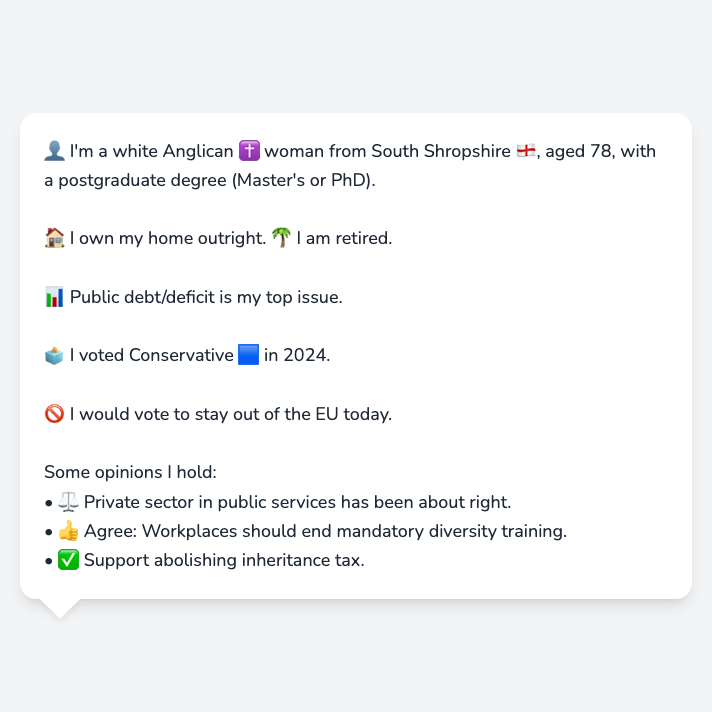 👤 I'm a white Anglican ✝️ woman from South Shropshire 🏴󠁧󠁢󠁥󠁮󠁧󠁿, aged 78, with
a postgraduate degree (Master's or PhD).
🏠 I own my home outright. 🌴 I am retired.
📊 Public debt/deficit is my top issue.
🗳️ I voted Conservative 🟦 in 2024.
🚫 I would vote to stay out of the EU today.
Some opinions I hold:
• ⚖️ Private sector in public services has been about right.
• 👍 Agree: Workplaces should end mandatory diversity training.
• ✅ Support abolishing inheritance tax.